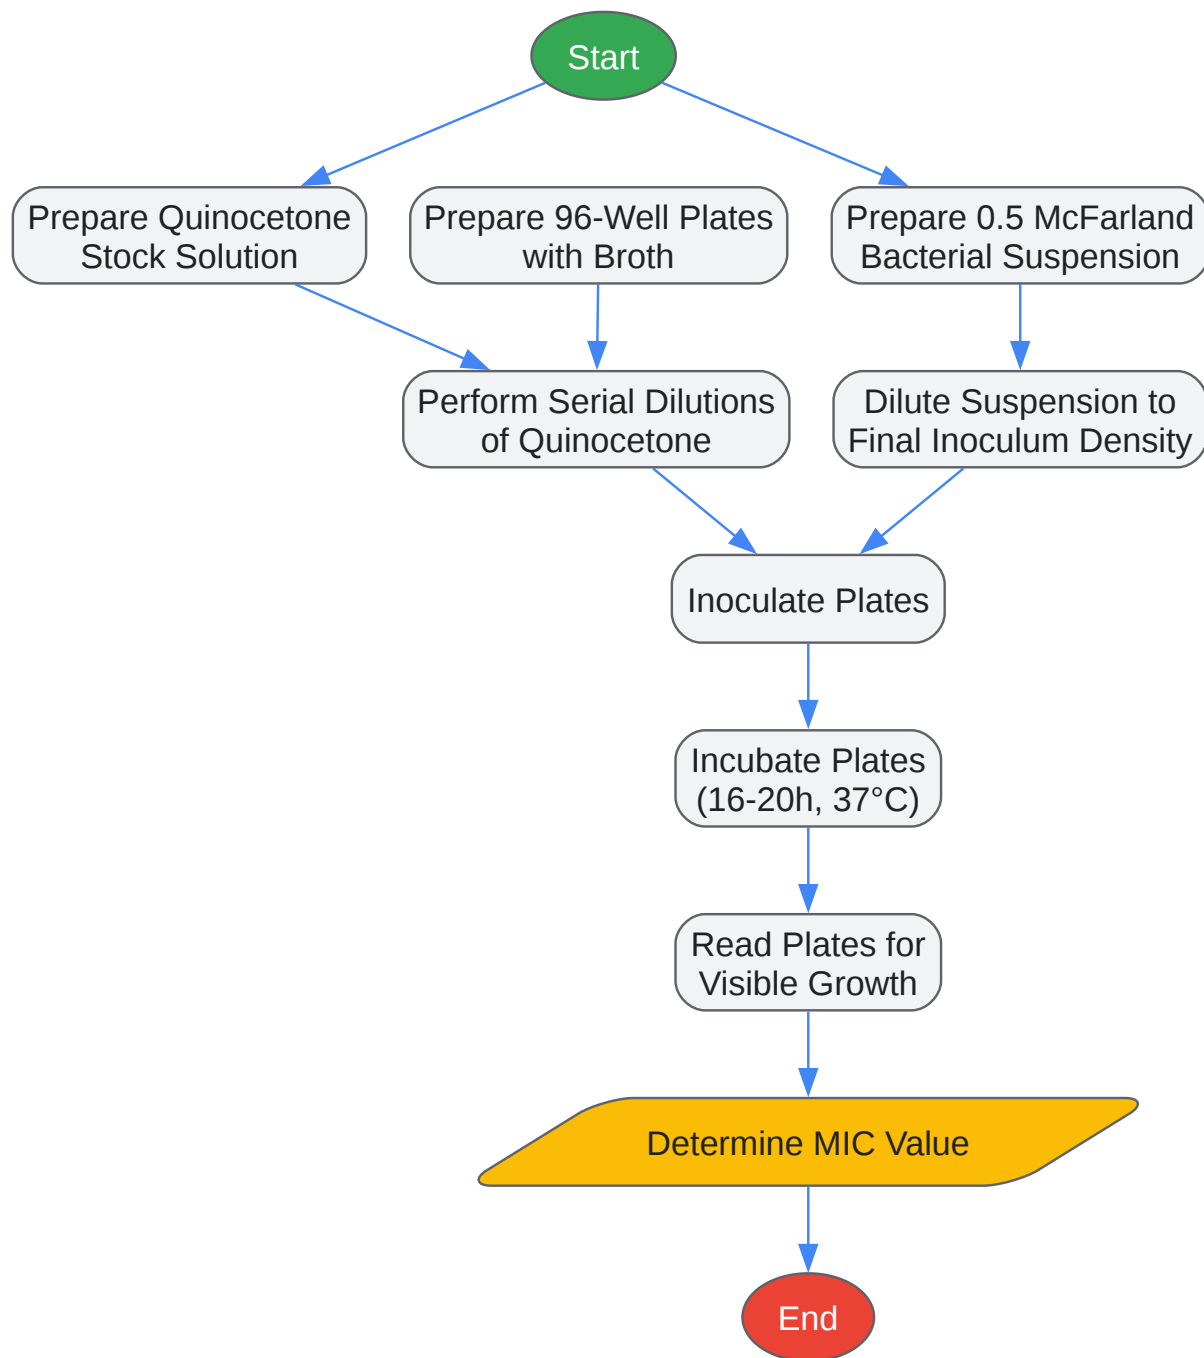 Start
Prepare Quinocetone
Stock Solution
Prepare 96-Well Plates
with Broth
Prepare 0.5 McFarland
Bacterial Suspension
Perform Serial Dilutions
of Quinocetone
Dilute Suspension to
Final Inoculum Density
Inoculate Plates
Incubate Plates
(16-20h, 37°C)
Read Plates for
Visible Growth
Determine MIC Value
End